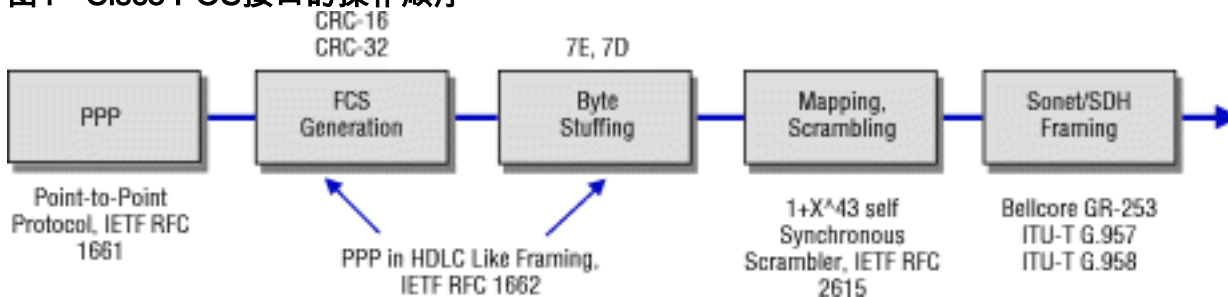 CRC-16
CRC-32
7E, 7D
PPP
FCS
Generation
Byte
Stuffing
Mapping,
Scrambling
Sonet/SDH
Framing
Point-to-Point
Protocol, IETF RFC
1661
PPP in HDLC Like Framing,
IETF RFC 1662
1+X^43 self
Synchronous
Scrambler, IETF RFC
2615
Bellcore GR-253
ITU-T G.957
ITU-T G.958